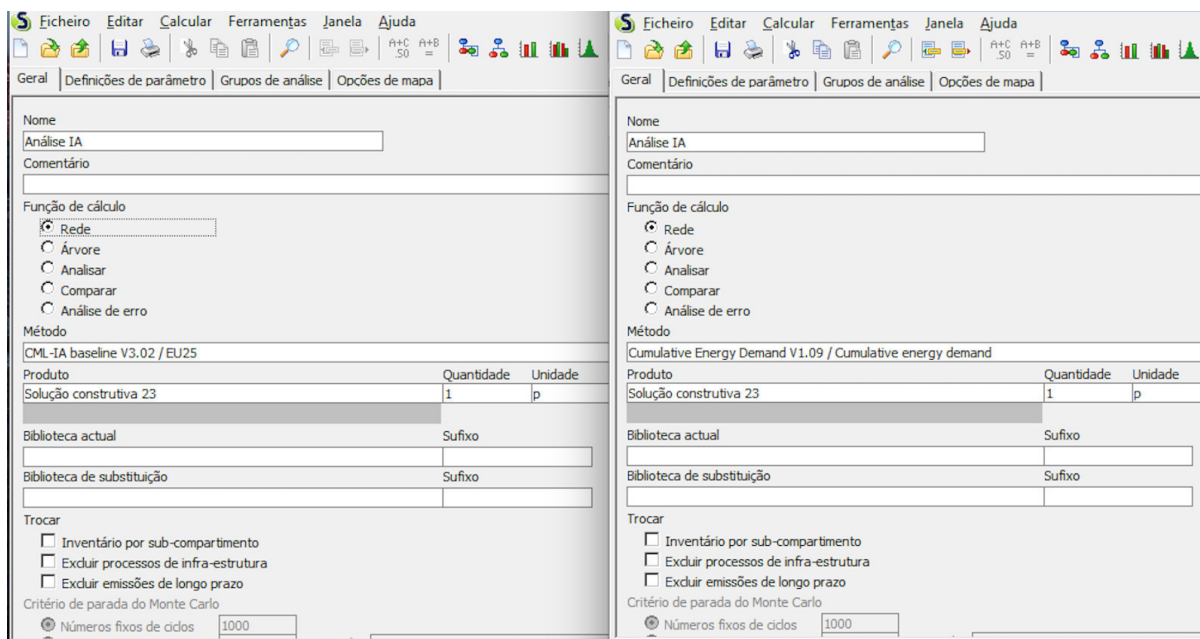 Ficheiro Editar Calcular Ferramentas Janela Ajuda
A+C .50 A+B =
Geral Definições de parâmetro Grupos de análise Opções de mapa
Nome
Análise IA
Comentário
Função de cálculo
Rede
Árvore
Analisar
Comparar
Análise de erro
Método
CML-IA baseline V3.02 / EU25
Produto Quantidade Unidade
Solução construtiva 23 1 p
Biblioteca actual Sufixo
Biblioteca de substituição Sufixo
Trocar
Inventário por sub-compartimento
Excluir processos de infra-estrutura
Excluir emissões de longo prazo
Critério de parada do Monte Carlo
Números fixos de ciclos 1000
Ficheiro Editar Calcular Ferramentas Janela Ajuda
A+C .50 A+B =
Geral Definições de parâmetro Grupos de análise Opções de mapa
Nome
Análise IA
Comentário
Função de cálculo
Rede
Árvore
Analisar
Comparar
Análise de erro
Método
Cumulative Energy Demand V1.09 / Cumulative energy demand
Produto Quantidade Unidade
Solução construtiva 23 1 p
Biblioteca actual Sufixo
Biblioteca de substituição Sufixo
Trocar
Inventário por sub-compartimento
Excluir processos de infra-estrutura
Excluir emissões de longo prazo
Critério de parada do Monte Carlo
Números fixos de ciclos 1000